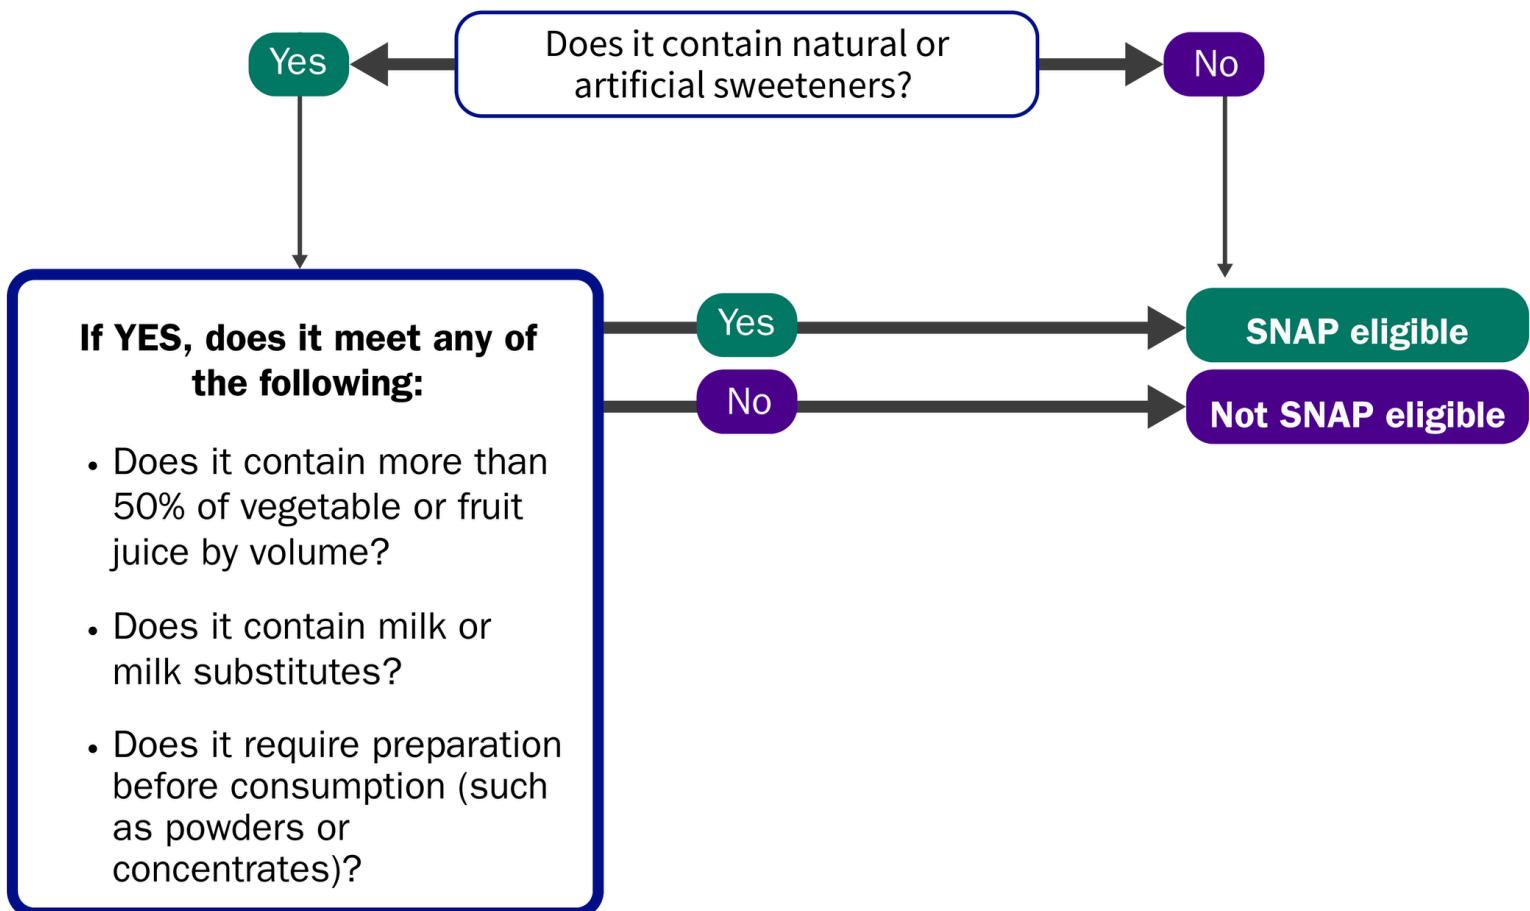 Does it contain natural or
artificial sweeteners?
Yes
No
If YES, does it meet any of
the following:
• Does it contain more than
50% of vegetable or fruit
juice by volume?
• Does it contain milk or
milk substitutes?
• Does it require preparation
before consumption (such
as powders or
concentrates)?
Yes
SNAP eligible
No
Not SNAP eligible